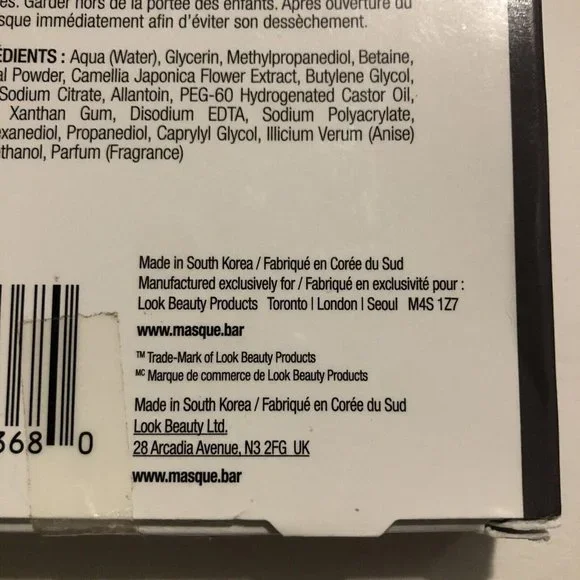 Garder hors de la portée des enfants. Après ouverture du
immédiatement afin d'éviter son dessèchement.
: Aqua (Water), Glycerin, Methylpropanediol, Betaine,
Powder, Camellia Japonica Flower Extract, Butylene Glycol,
Sodium Citrate, Allantoin, PEG-60 Hydrogenated Castor Oil,
Xanthan Gum, Disodium EDTA, Sodium Polyacrylate,
Propanediol, Caprylyl Glycol, Illicium Verum (Anise)
Parfum (Fragrance)
Made in South Korea / Fabriqué en Corée du Sud
Manufactured exclusively for / Fabriqué en exclusivité pour :
Look Beauty Products Toronto | London | Seoul M4S 1Z7
www.masque.bar
™ Trade-Mark of Look Beauty Products
MC Marque de commerce de Look Beauty Products
Made in South Korea / Fabriqué en Corée du Sud
Look Beauty Ltd.
28 Arcadia Avenue, N3 2FG UK
www.masque.bar
368 0